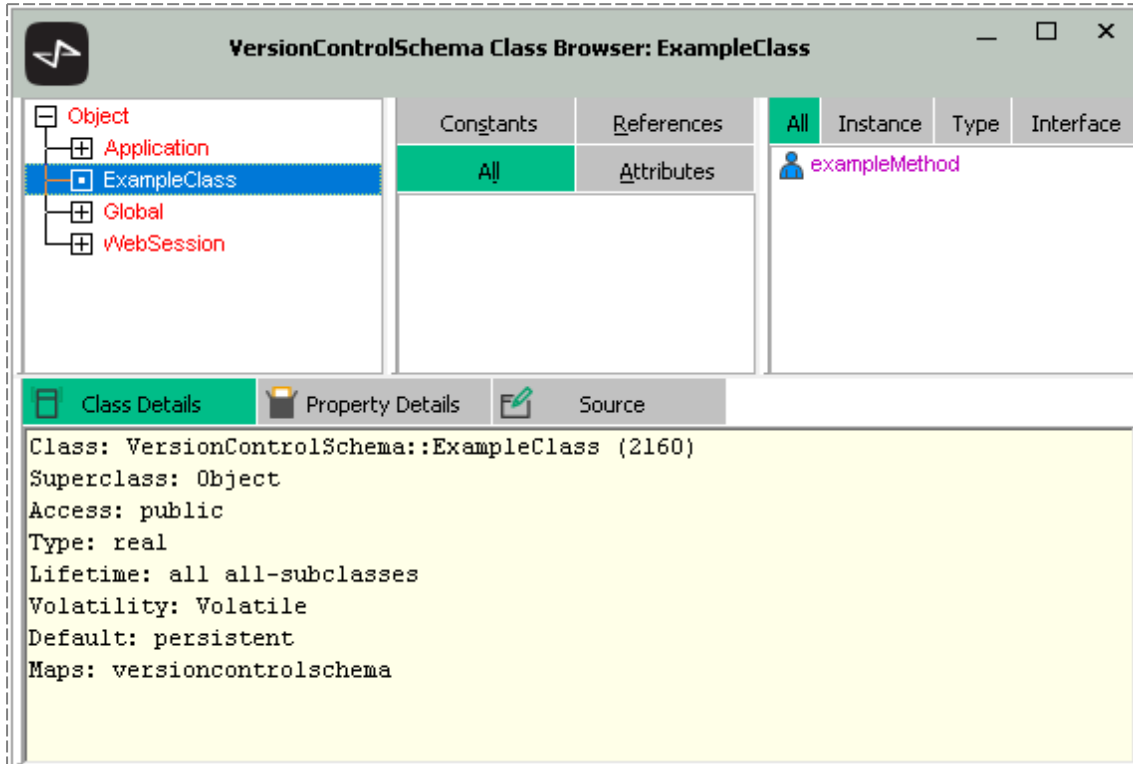 VersionControlSchema Class Browser: ExampleClass
Object
Application
ExampleClass
Global
WebSession
Constants References
All Attributes
All Instance Type Interface
exampleMethod
Class Details Property Details Source
Class: VersionControlSchema::ExampleClass (2160)
Superclass: Object
Access: public
Type: real
Lifetime: all all-subclasses
Volatility: Volatile
Default: persistent
Maps: versioncontrolschema